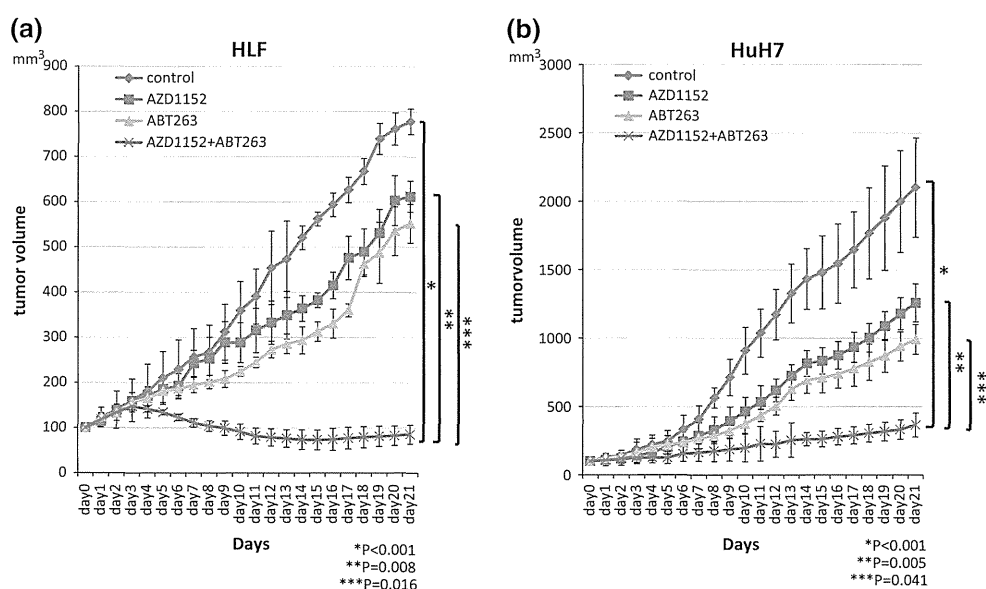 (a)
HLF
mm³
900
800
700
600
500
400
300
200
100
0
tumor volume
control
AZD1152
ABT263
AZD1152+ABT263
*
**
***
day0
day1
day2
day3
day4
day5
day6
day7
day8
day9
day10
day11
day12
day13
day14
day15
day16
day17
day18
day19
day20
day21
Days
*P<0.001
**P=0.008
***P=0.016
(b)
HuH7
mm³
3000
2500
2000
1500
1000
500
0
tumorvolume
control
AZD1152
ABT263
AZD1152+ABT263
*
**
***
day0
day1
day2
day3
day4
day5
day6
day7
day8
day9
day10
day11
day12
day13
day14
day15
day16
day17
day18
day19
day20
day21
Days
*P<0.001
**P=0.005
***P=0.041